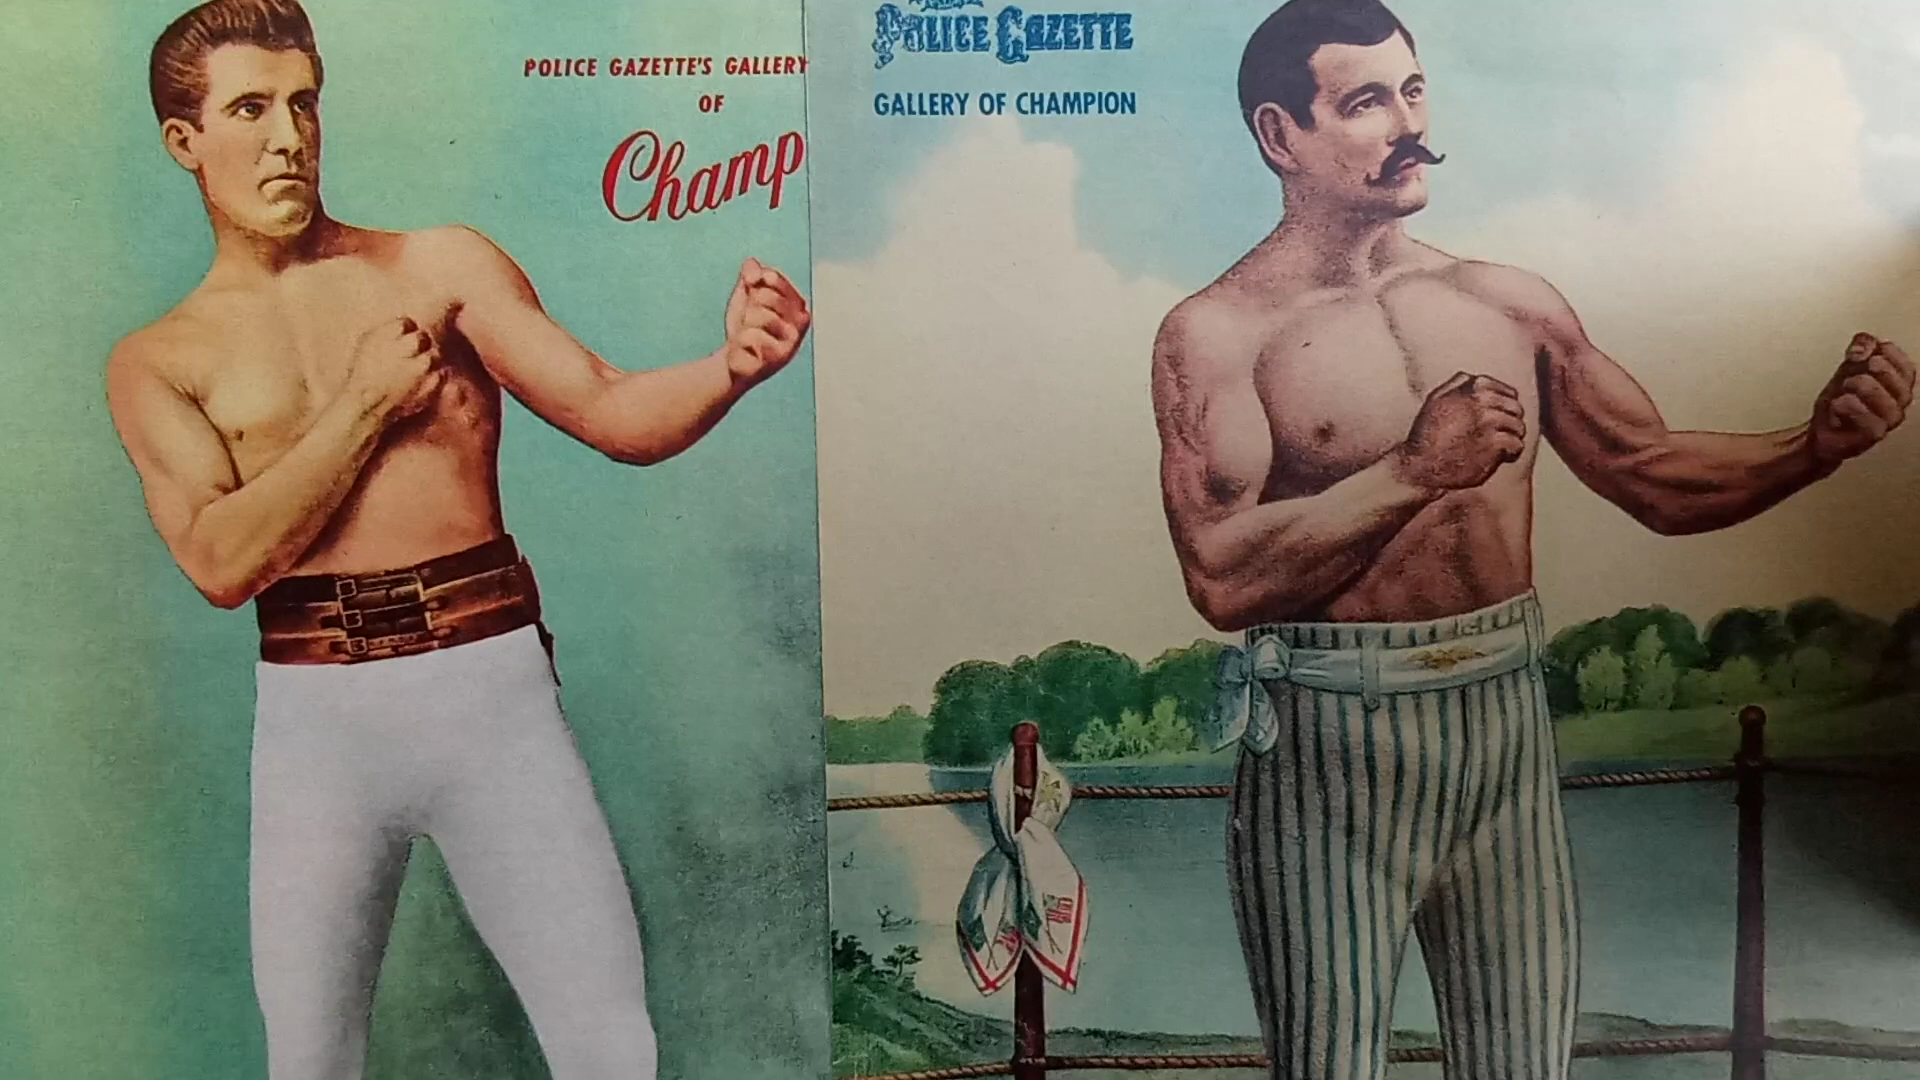 POLICE GAZETTE'S GALLERY
OF
Champ
POLICE GAZETTE
GALLERY OF CHAMPION